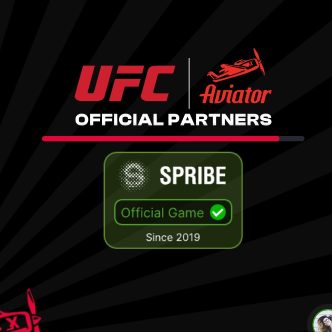 UFC Aviator
OFFICIAL PARTNERS
SPRIBE
Official Game
Since 2019